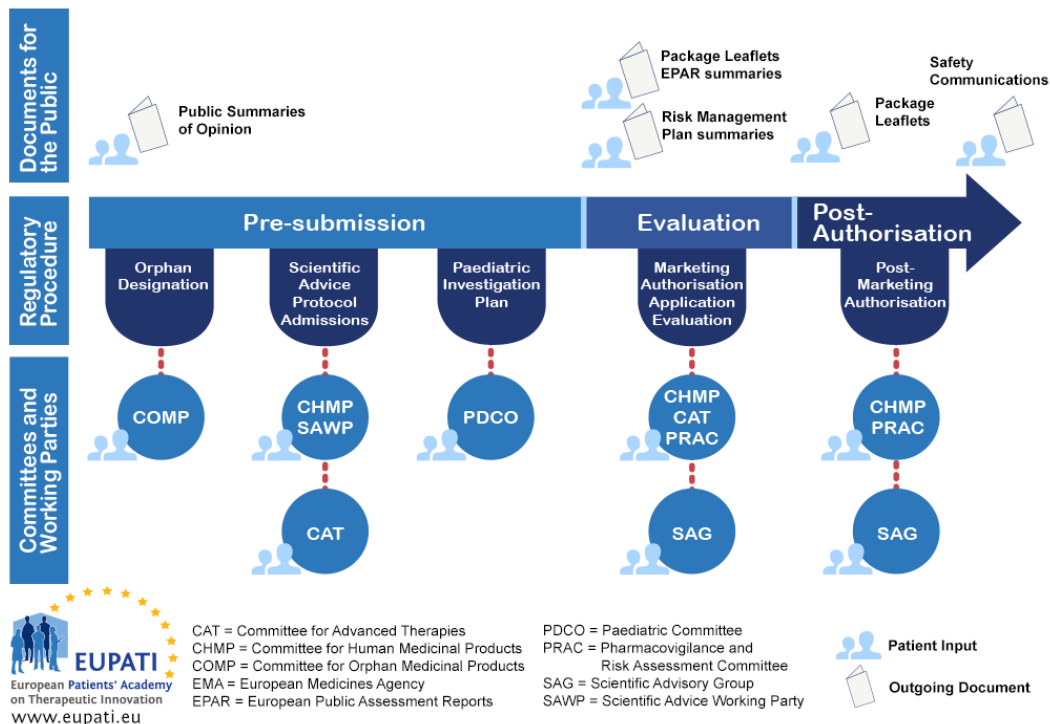 Documents for
the Public
Public Summaries
of Opinion
Package Leaflets
EPAR summaries
Risk Management
Plan summaries
Package
Leaflets
Safety
Communications
Regulatory
Procedure
Pre-submission
Evaluation
Post-
Authorisation
Orphan
Designation
Scientific
Advice
Protocol
Admissions
Paediatric
Investigation
Plan
Marketing
Authorisation
Application
Evaluation
Post-
Marketing
Authorisation
Committees and
Working Parties
COMP
CHMP
SAWP
PDCO
CHMP
CAT
PRAC
CHMP
PRAC
CAT
SAG
SAG
EUPATI
European Patients' Academy
on Therapeutic Innovation
www.eupati.eu
CAT = Committee for Advanced Therapies
CHMP = Committee for Human Medicinal Products
COMP = Committee for Orphan Medicinal Products
EMA = European Medicines Agency
EPAR = European Public Assessment Reports
PDCO = Paediatric Committee
PRAC = Pharmacovigilance and
Risk Assessment Committee
SAG = Scientific Advisory Group
SAWP = Scientific Advice Working Party
Patient Input
Outgoing Document